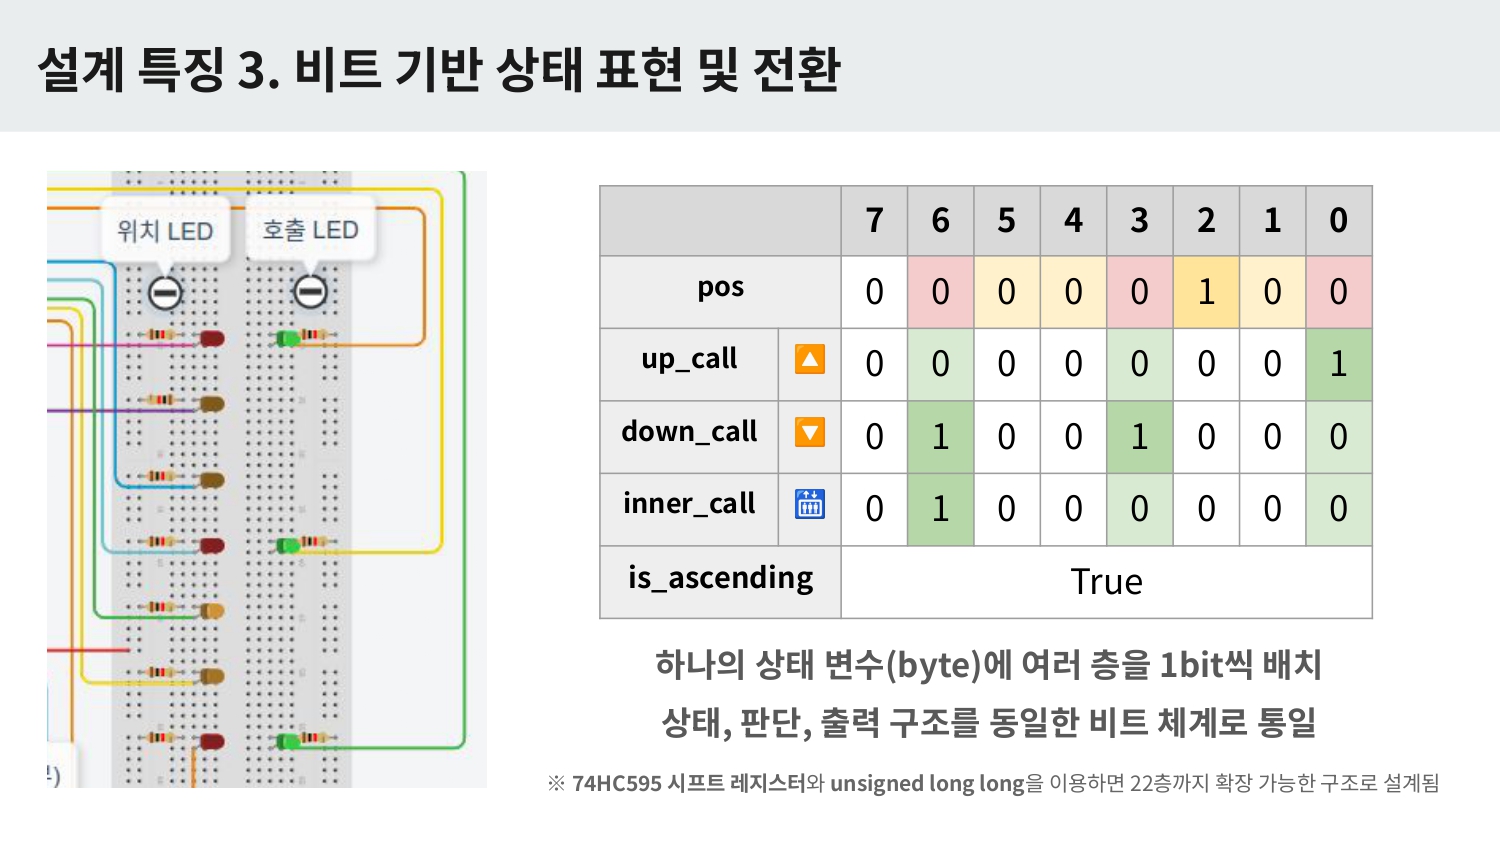 설계 특징 3. 비트 기반 상태 표현 및 전환
위치 LED
호출 LED
7 6 5 4 3 2 1 0
pos 0 0 0 0 0 1 0 0
up_call 🔼 0 0 0 0 0 0 0 1
down_call 🔽 0 1 0 0 1 0 0 0
inner_call 🛗 0 1 0 0 0 0 0 0
is_ascending True
하나의 상태 변수(byte)에 여러 층을 1bit씩 배치
상태, 판단, 출력 구조를 동일한 비트 체계로 통일
※ 74HC595 시프트 레지스터와 unsigned long long을 이용하면 22층까지 확장 가능한 구조로 설계됨